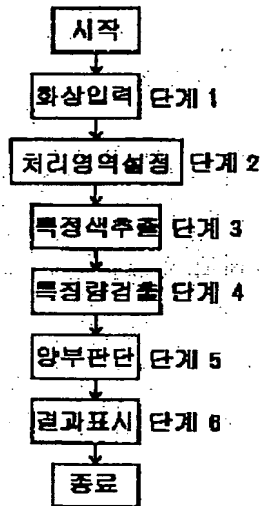 시작
화상입력 단계 1
처리영역설정 단계 2
특정색추출 단계 3
특징량검출 단계 4
양부판단 단계 5
결과표시 단계 6
종료